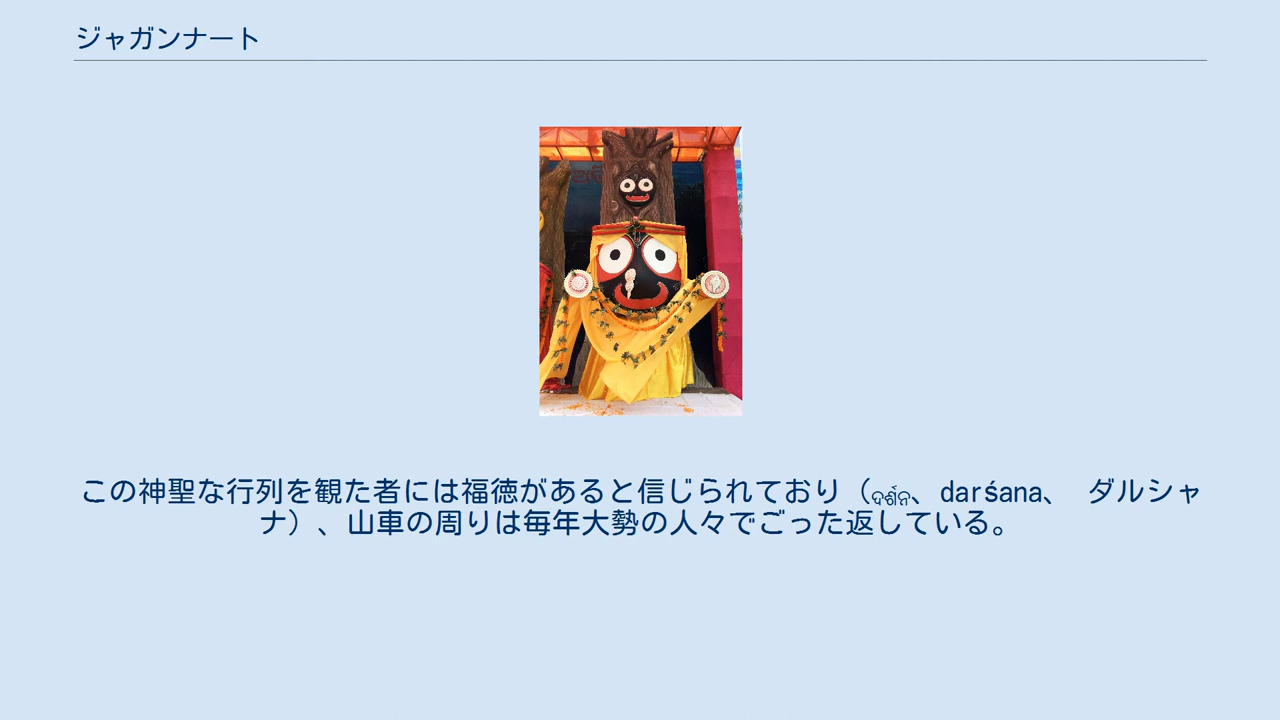 ジャガンナート
この神聖な行列を観た者には福徳があると信じられており（ଦର୍ଶନ、darśana、 ダルシャ
ナ）、山車の周りは毎年大勢の人々でごった返している。